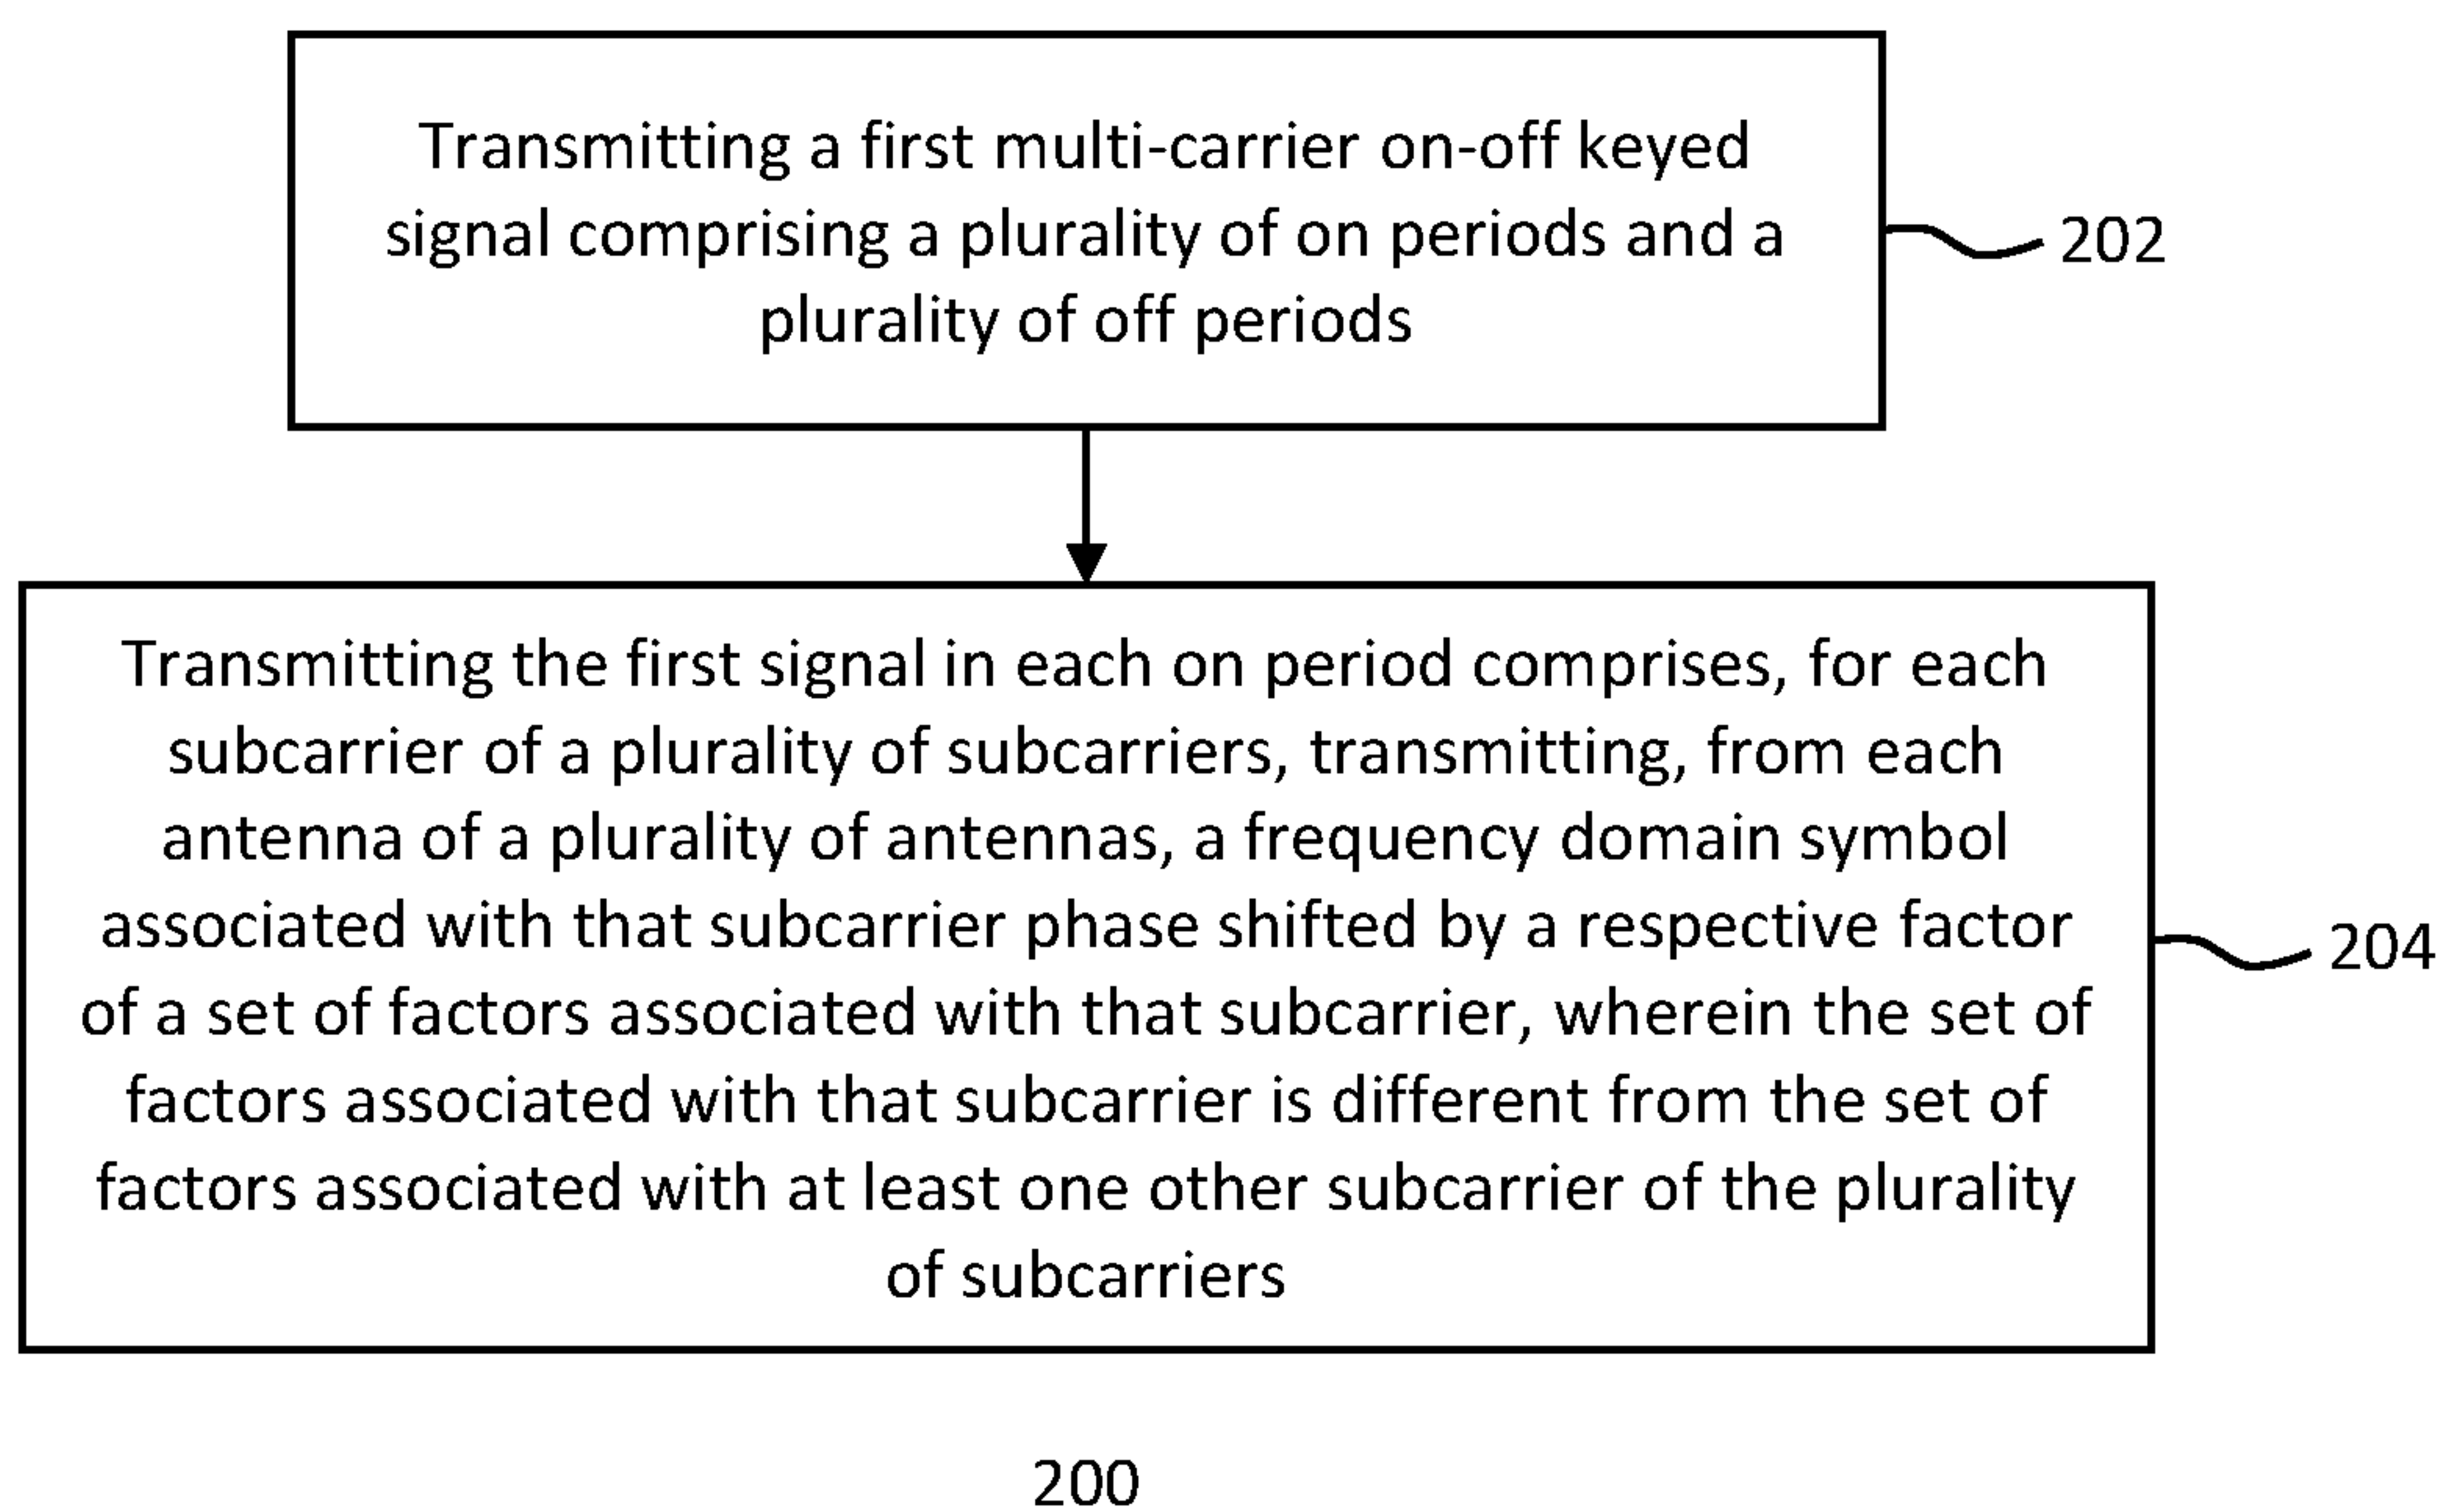 Transmitting a first multi-carrier on-off keyed
signal comprising a plurality of on periods and a
plurality of off periods
202
Transmitting the first signal in each on period comprises, for each
subcarrier of a plurality of subcarriers, transmitting, from each
antenna of a plurality of antennas, a frequency domain symbol
associated with that subcarrier phase shifted by a respective factor
of a set of factors associated with that subcarrier, wherein the set of
factors associated with that subcarrier is different from the set of
factors associated with at least one other subcarrier of the plurality
of subcarriers
204
200